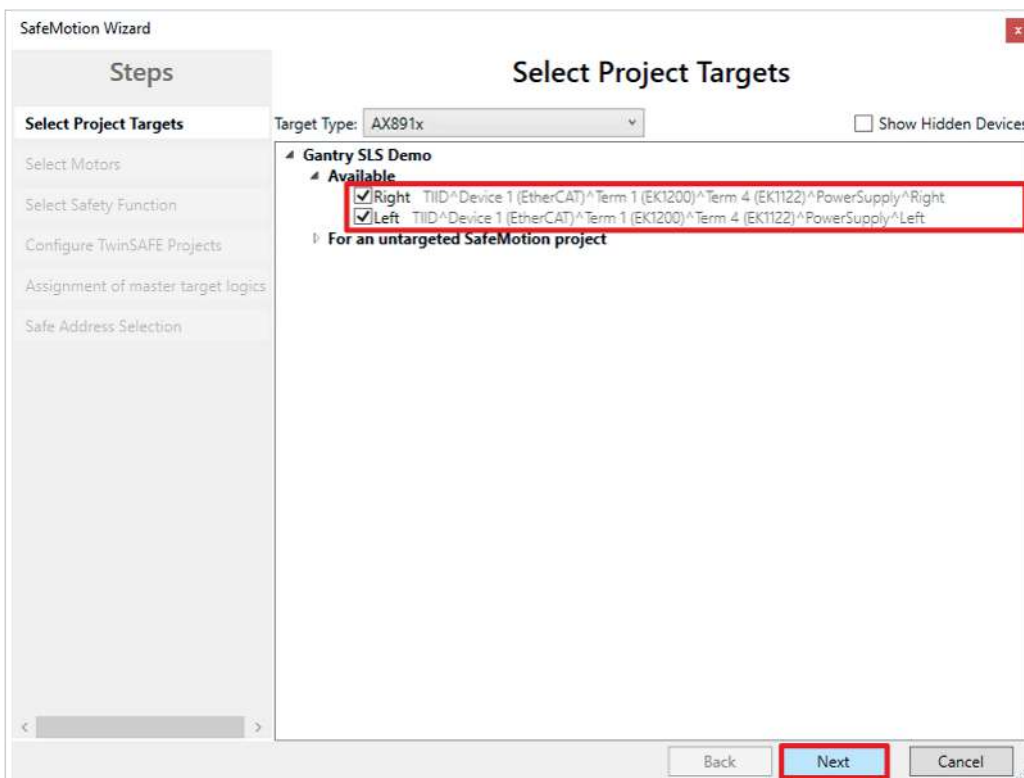 SafeMotion Wizard
x
Steps
Select Project Targets
Select Project Targets
Select Motors
Select Safety Function
Configure TwinSAFE Projects
Assignment of master target logics
Safe Address Selection
Target Type: AX891x Show Hidden Devices
Gantry SLS Demo
Available
Right TIID^Device 1 (EtherCAT)^Term 1 (EK1200)^Term 4 (EK1122)^PowerSupply^Right
Left TIID^Device 1 (EtherCAT)^Term 1 (EK1200)^Term 4 (EK1122)^PowerSupply^Left
For an untargeted SafeMotion project
Back Next Cancel